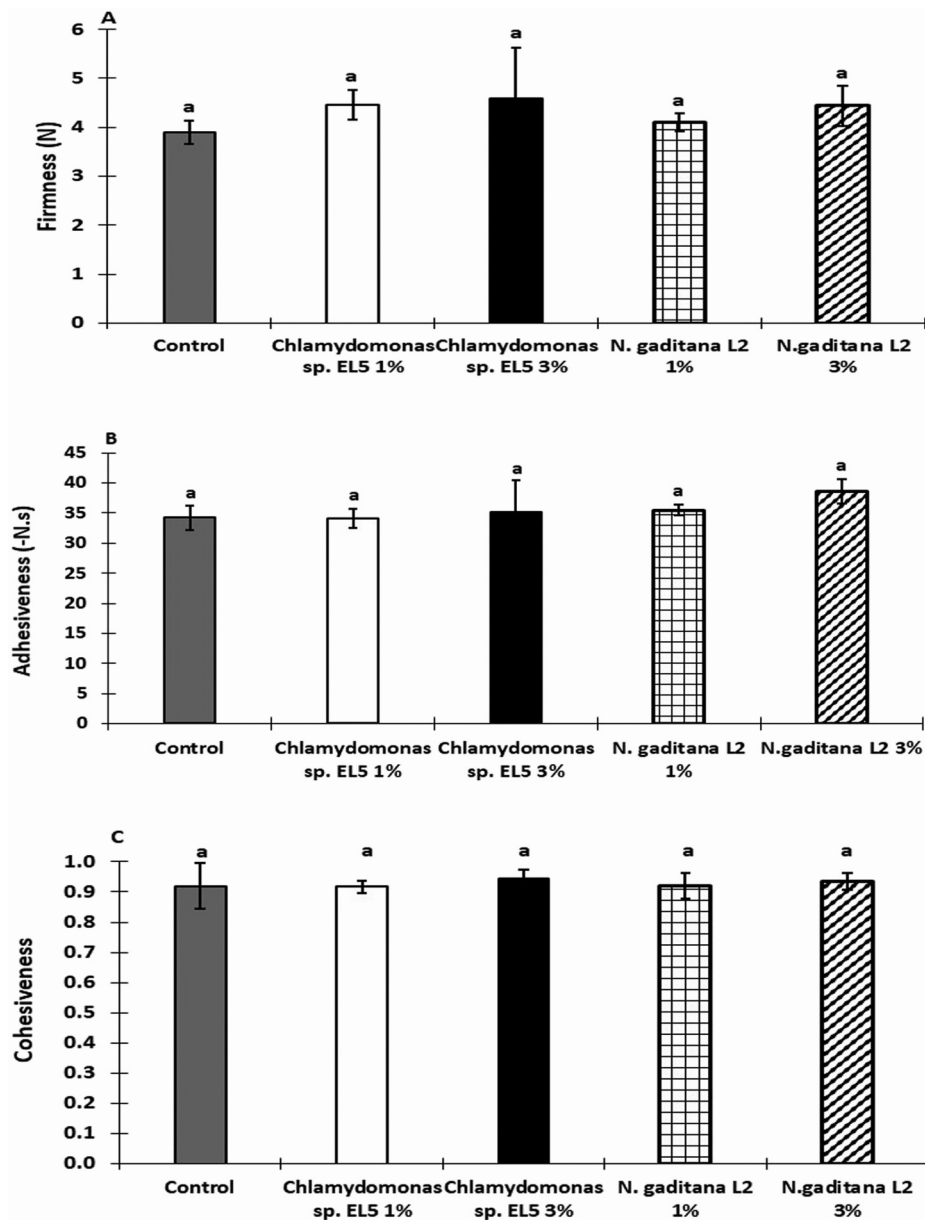 A
Firmness (N)
6
5
4
3
2
1
0
a
a
a
a
a
Control
Chlamydomonas
sp. EL5 1%
Chlamydomonas
sp. EL5 3%
N. gaditana L2
1%
N.gaditana L2
3%
B
Adhesiveness (-N.s)
45
40
35
30
25
20
15
10
5
0
a
a
a
a
a
Control
Chlamydomonas
sp. EL5 1%
Chlamydomonas
sp. EL5 3%
N. gaditana L2
1%
N.gaditana L2 3%
C
Cohesiveness
1.0
0.9
0.8
0.7
0.6
0.5
0.4
0.3
0.2
0.1
0.0
a
a
a
a
a
Control
Chlamydomonas
sp. EL5 1%
Chlamydomonas
sp. EL5 3%
N. gaditana L2
1%
N.gaditana L2
3%